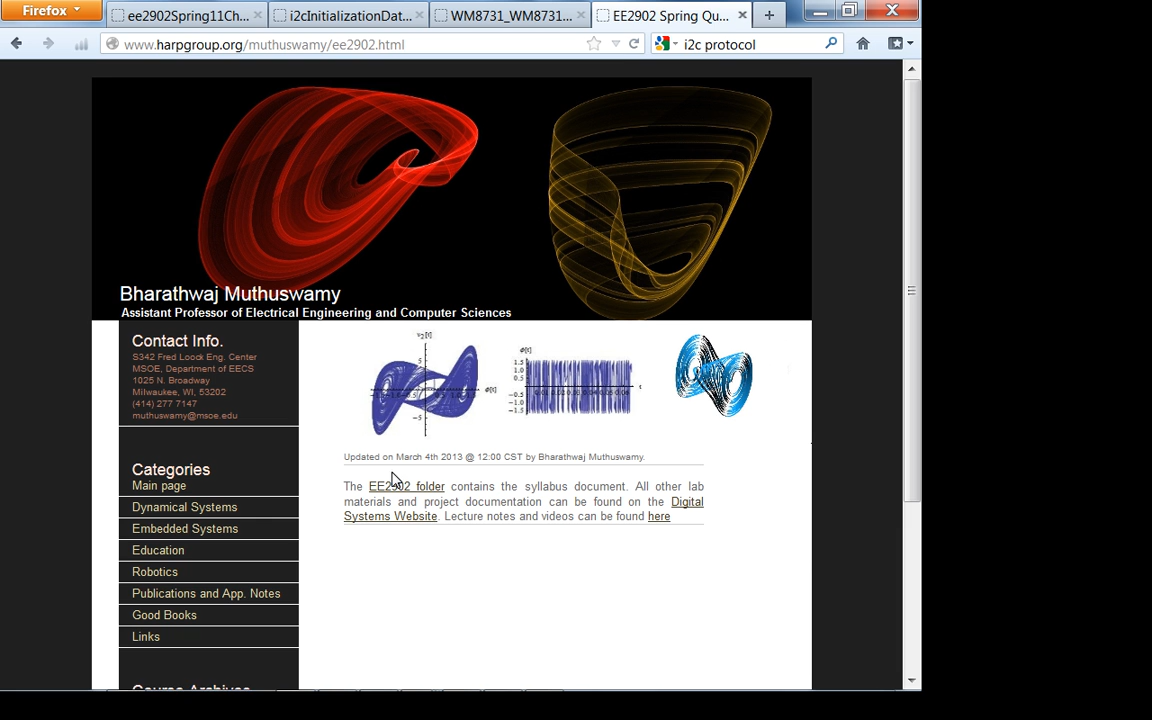 Firefox
ee2902Spring11Ch...
i2cInitializationDat...
WM8731_WM8731...
EE2902 Spring Qu...
www.harpgroup.org/muthuswamy/ee2902.html
i2c protocol
Bharathwaj Muthuswamy
Assistant Professor of Electrical Engineering and Computer Sciences
Contact Info.
S342 Fred Loock Eng. Center
MSOE, Department of EECS
1025 N. Broadway
Milwaukee, WI, 53202
(414) 277 7147
muthuswamy@msoe.edu
Categories
Main page
Dynamical Systems
Embedded Systems
Education
Robotics
Publications and App. Notes
Good Books
Links
Updated on March 4th 2013 @ 12:00 CST by Bharathwaj Muthuswamy.
The EE2902 folder contains the syllabus document. All other lab
materials and project documentation can be found on the Digital
Systems Website. Lecture notes and videos can be found here